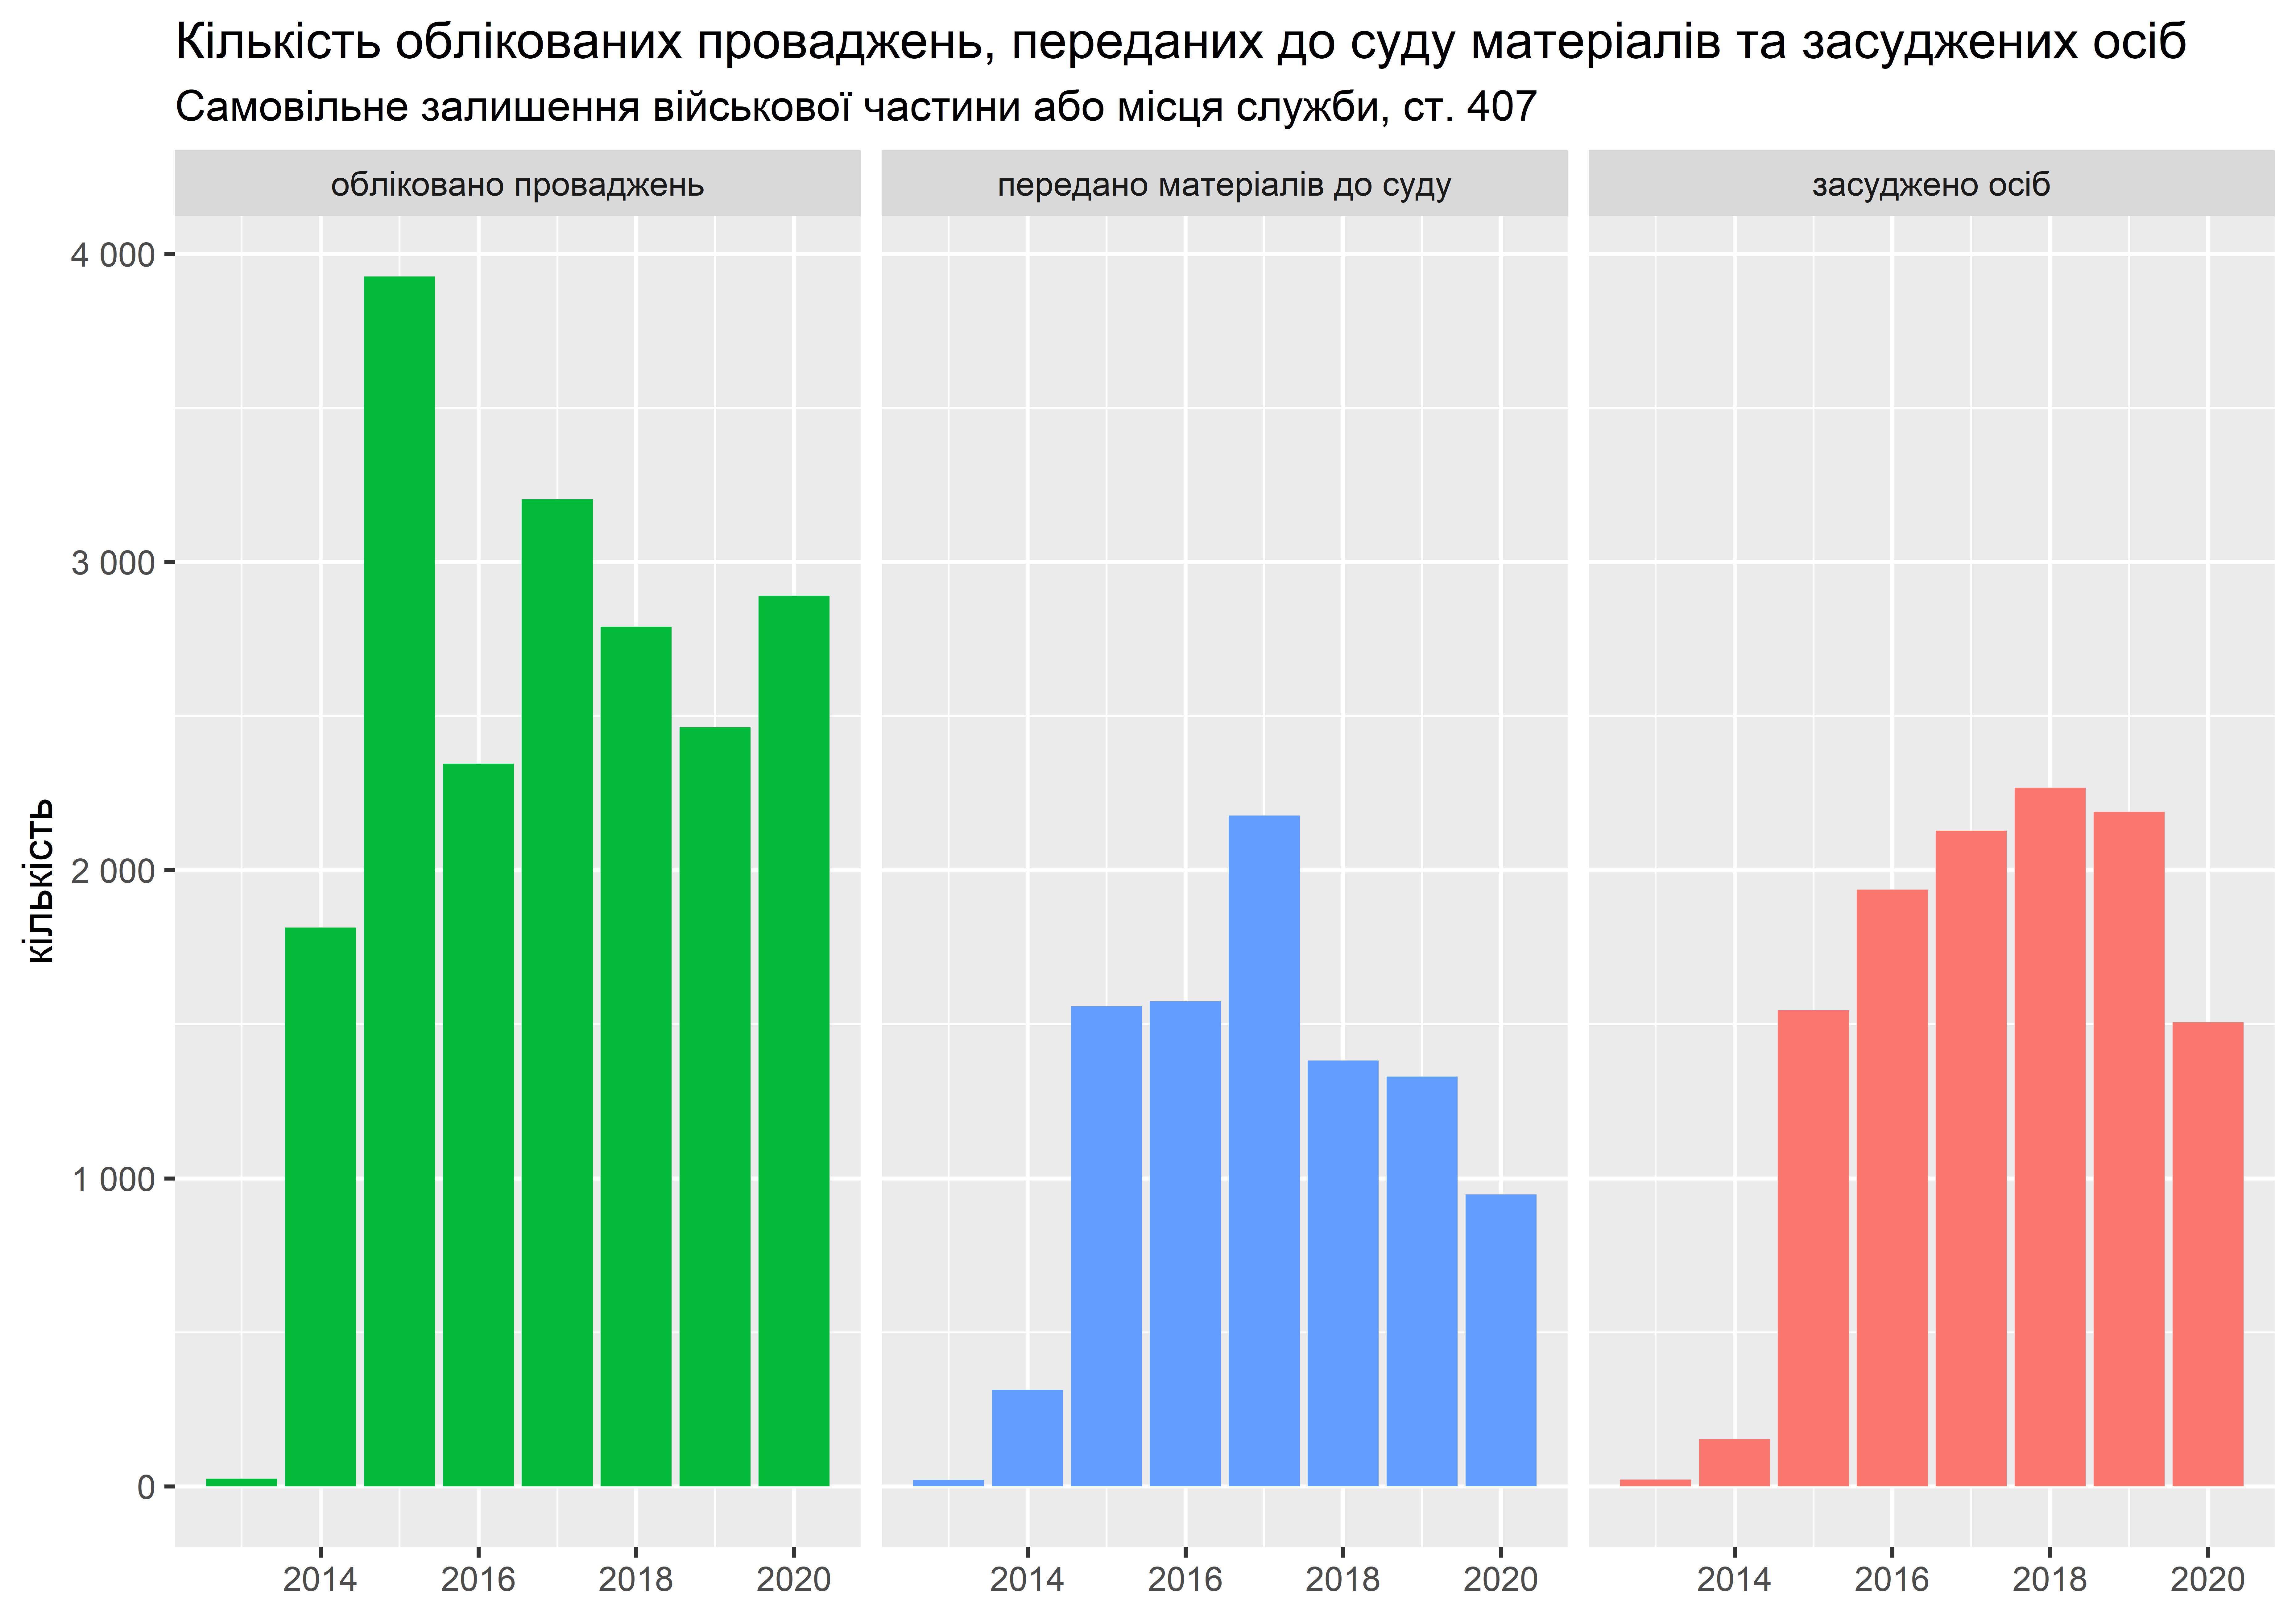 Кількість облікованих проваджень, переданих до суду матеріалів та засуджених осіб
Самовільне залишення військової частини або місця служби, ст. 407
обліковано проваджень
передано матеріалів до суду
засуджено осіб
кількість
4 000
3 000
2 000
1 000
0
2014 2016 2018 2020
2014 2016 2018 2020
2014 2016 2018 2020